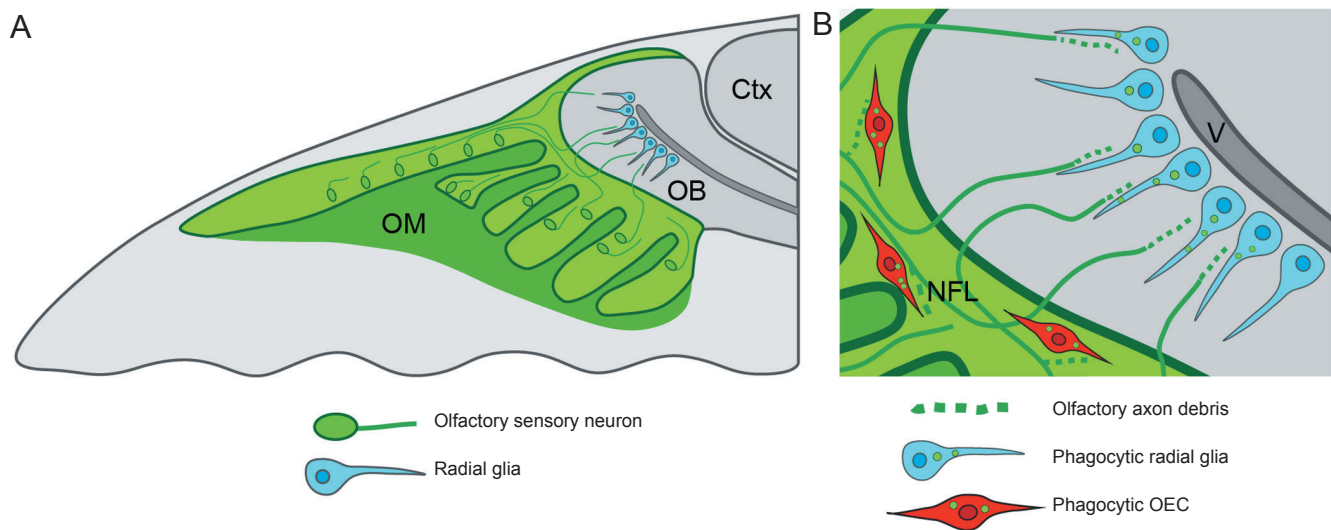 A
Ctx
OB
OM
Olfactory sensory neuron
Radial glia
B
V
NFL
Olfactory axon debris
Phagocytic radial glia
Phagocytic OEC